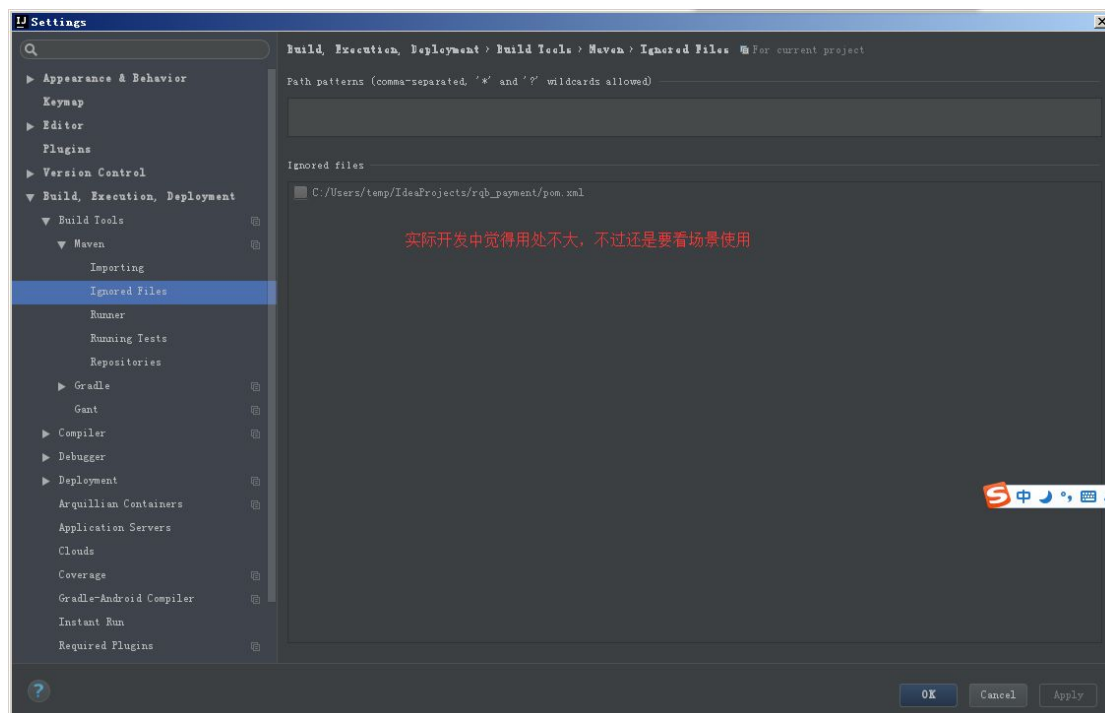 Settings
Build, Execution, Deployment › Build Tools › Maven › Ignored Files For current project
Appearance & Behavior
Keymap
Editor
Plugins
Version Control
Build, Execution, Deployment
Build Tools
Maven
Importing
Ignored Files
Runner
Running Tests
Repositories
Gradle
Gant
Compiler
Debugger
Deployment
Arquillian Containers
Application Servers
Clouds
Coverage
Gradle-Android Compiler
Instant Run
Required Plugins
Path patterns (comma-separated, '*' and '?' wildcards allowed)
Ignored files
C:/Users/temp/IdeaProjects/rqb_payment/pom.xml
实际开发中觉得用处不大，不过还是要看场景使用
中
?
OK
Cancel
Apply